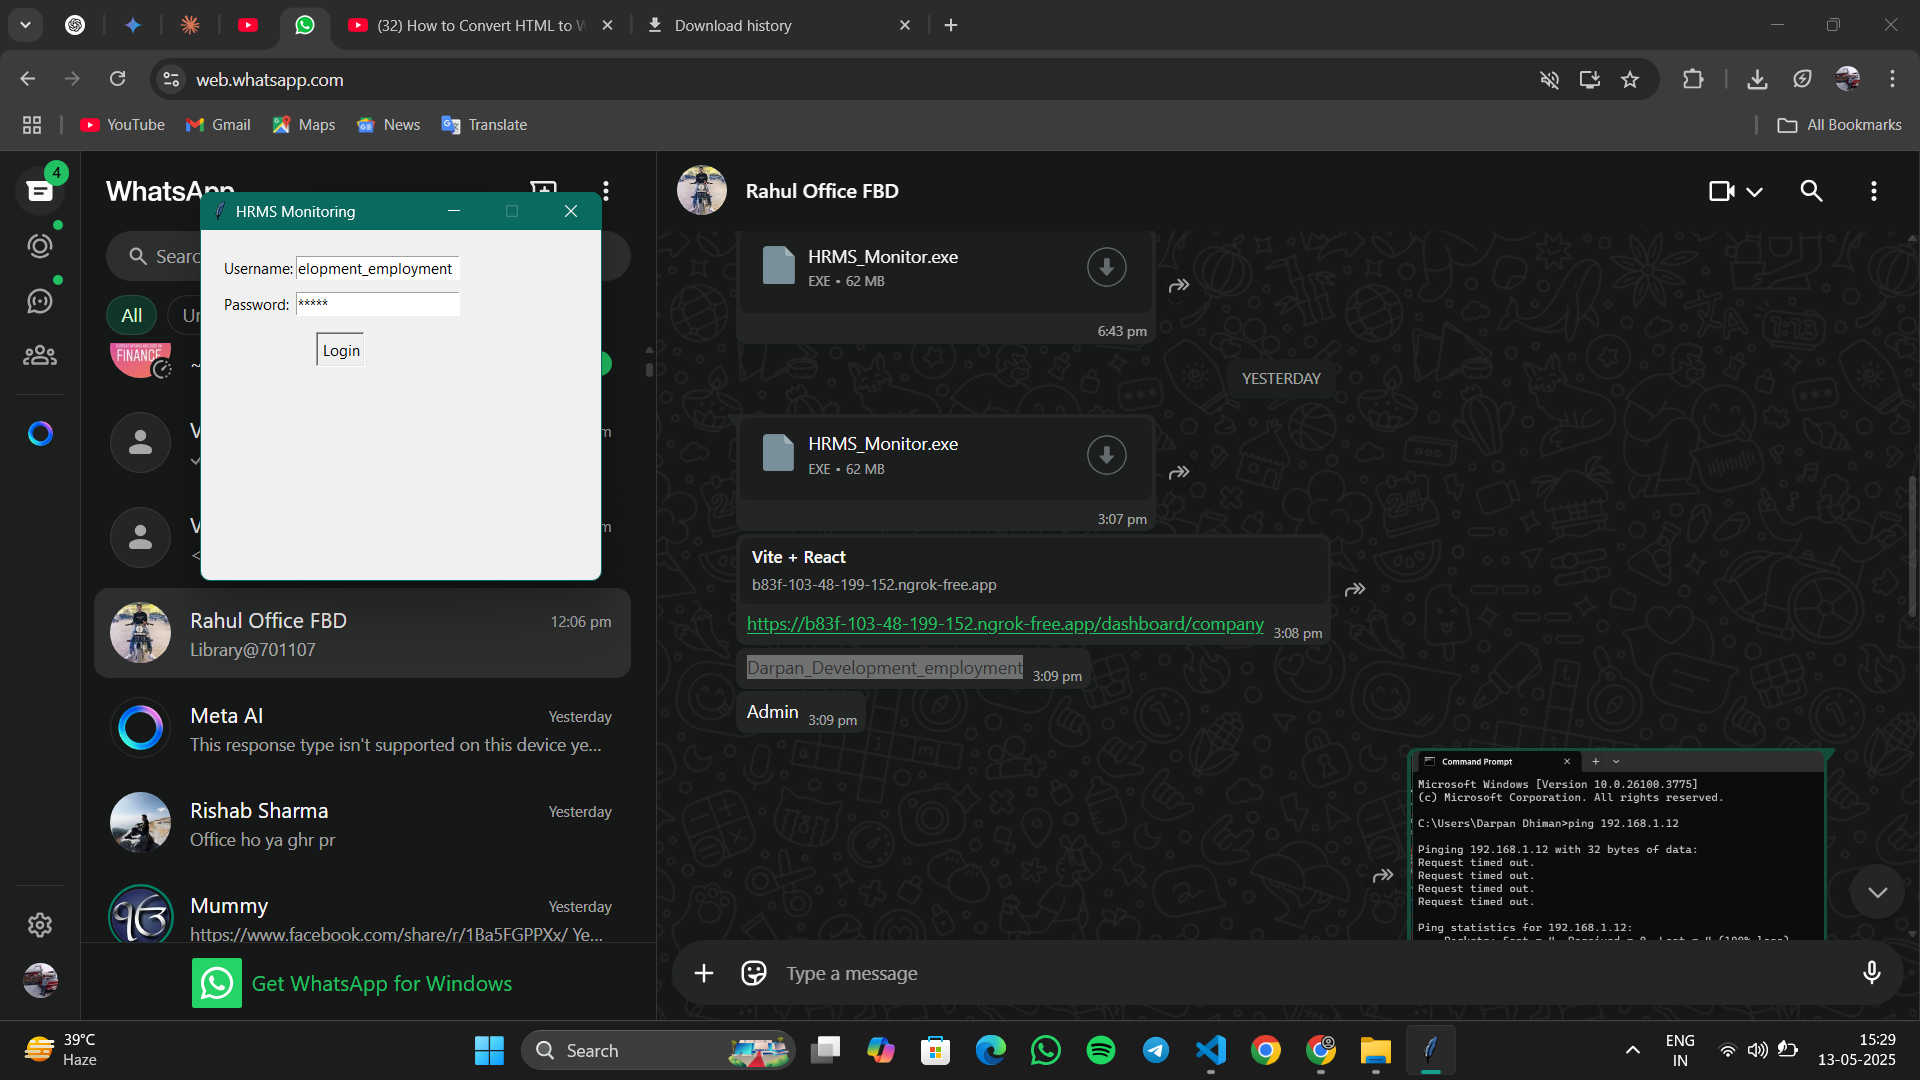 (32) How to Convert HTML to W
Download history
web.whatsapp.com
YouTube
Gmail
Maps
News
Translate
All Bookmarks
4
WhatsApp
HRMS Monitoring
Username: elopment_employment
Password: *****
Login
Searc
All
Un
FINANCE
~
V
m
V
m
Rahul Office FBD
12:06 pm
Library@701107
Meta AI
Yesterday
This response type isn't supported on this device ye...
Rishab Sharma
Yesterday
Office ho ya ghr pr
Mummy
Yesterday
https://www.facebook.com/share/r/1Ba5FGPPXx/ Ye...
Get WhatsApp for Windows
Rahul Office FBD
HRMS_Monitor.exe
EXE • 62 MB
6:43 pm
YESTERDAY
HRMS_Monitor.exe
EXE • 62 MB
3:07 pm
Vite + React
b83f-103-48-199-152.ngrok-free.app
https://b83f-103-48-199-152.ngrok-free.app/dashboard/company 3:08 pm
Darpan_Development_employment 3:09 pm
Admin 3:09 pm
Command Prompt
Microsoft Windows [Version 10.0.26100.3775]
(c) Microsoft Corporation. All rights reserved.
C:\Users\Darpan Dhiman>ping 192.168.1.12
Pinging 192.168.1.12 with 32 bytes of data:
Request timed out.
Request timed out.
Request timed out.
Request timed out.
Ping statistics for 192.168.1.12:
Type a message
39°C
Haze
Search
ENG
IN
15:29
13-05-2025